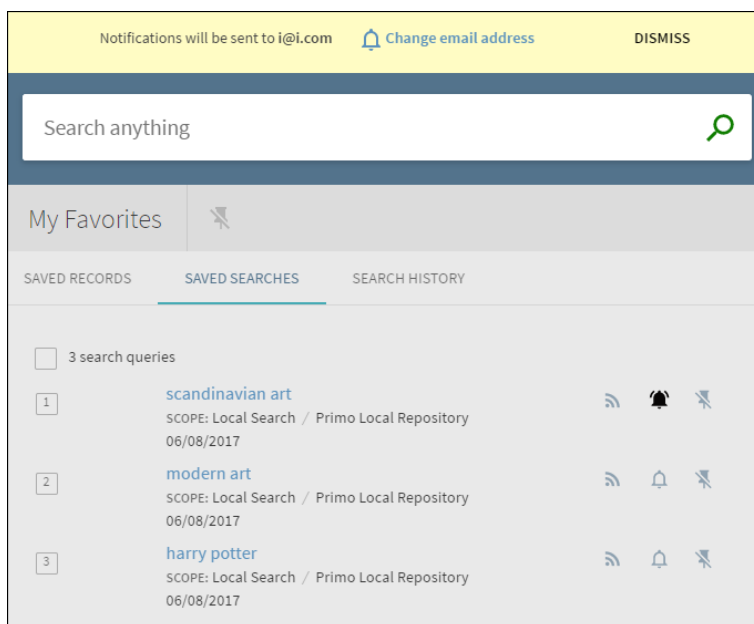 Notifications will be sent to i@i.com Change email address DISMISS
Search anything
My Favorites
SAVED RECORDS SAVED SEARCHES SEARCH HISTORY
3 search queries
1 scandinavian art
SCOPE: Local Search / Primo Local Repository
06/08/2017
2 modern art
SCOPE: Local Search / Primo Local Repository
06/08/2017
3 harry potter
SCOPE: Local Search / Primo Local Repository
06/08/2017